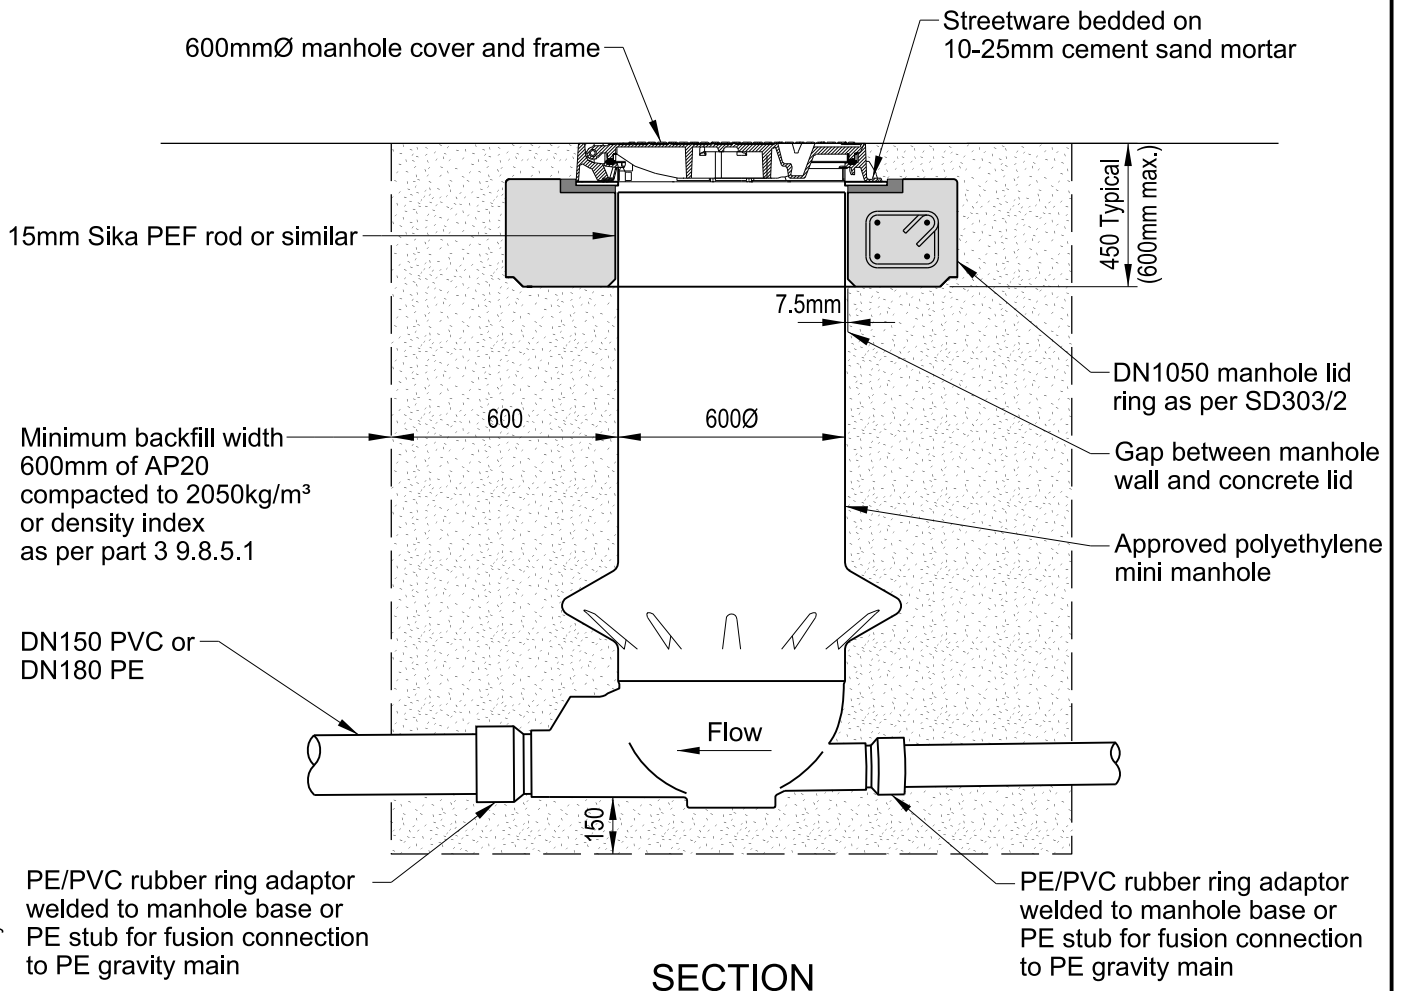 600mmØ manhole cover and frame
Streetware bedded on
10-25mm cement sand mortar
15mm Sika PEF rod or similar
450 Typical
(600mm max.)
7.5mm
DN1050 manhole lid
ring as per SD303/2
600
600Ø
Minimum backfill width
600mm of AP20
compacted to 2050kg/m³
or density index
as per part 3 9.8.5.1
Gap between manhole
wall and concrete lid
Approved polyethylene
mini manhole
DN150 PVC or
DN180 PE
Flow
150
PE/PVC rubber ring adaptor
welded to manhole base or
PE stub for fusion connection
to PE gravity main
PE/PVC rubber ring adaptor
welded to manhole base or
PE stub for fusion connection
to PE gravity main
SECTION